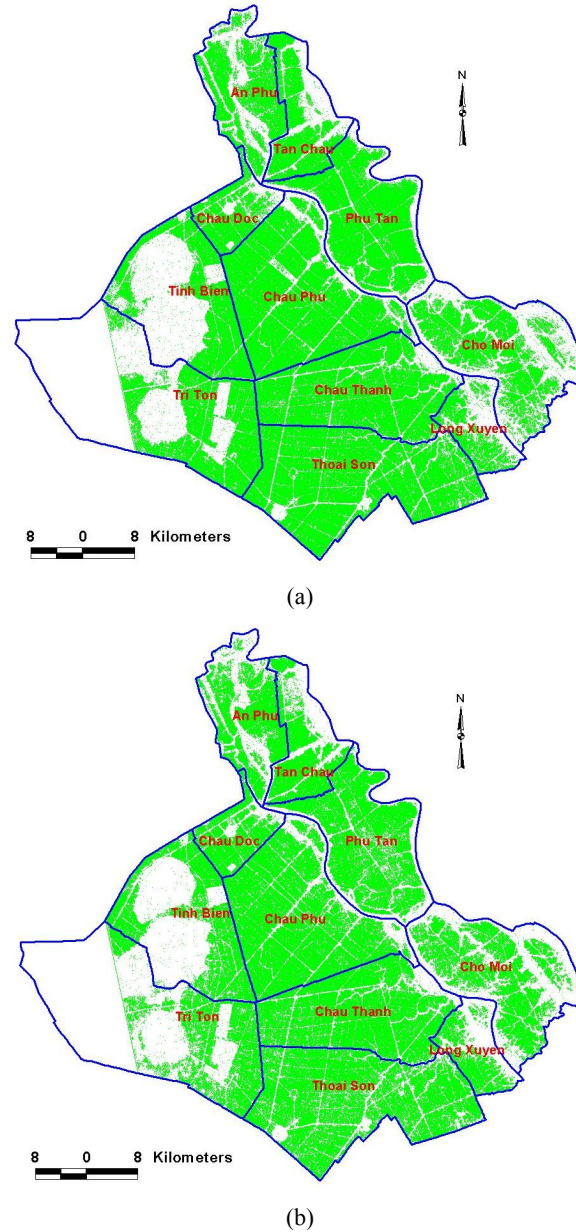 N
An Phu
Tan Chau
Chau Doc
Phu Tan
Tinh Bien
Chau Phu
Cho Moi
Tri Ton
Chau Thanh
Long Xuyen
Thoai Son
8 0 8 Kilometers
(a)
N
An Phu
Tan Chau
Chau Doc
Phu Tan
Tinh Bien
Chau Phu
Cho Moi
Tri Ton
Chau Thanh
Long Xuyen
Thoai Son
8 0 8 Kilometers
(b)